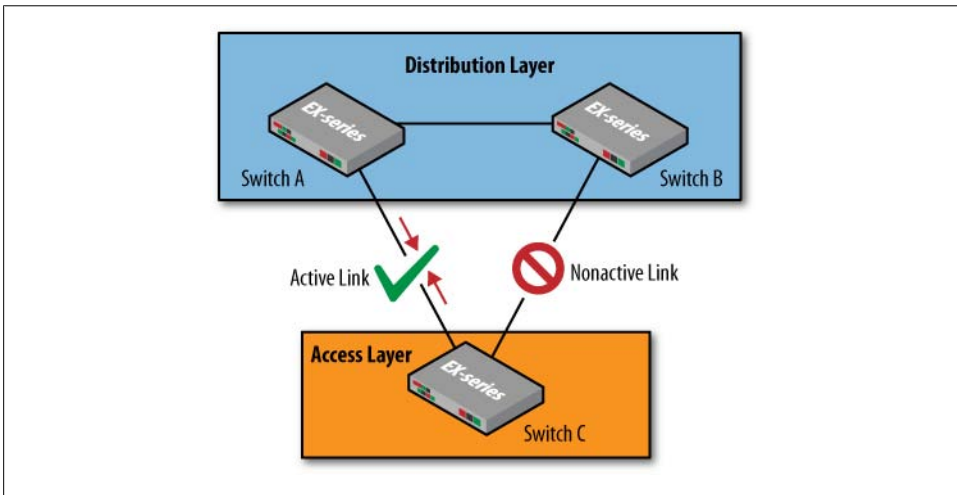 Distribution Layer
EX-series
EX-series
Switch A
Switch B
Active Link
Nonactive Link
Access Layer
EX-series
Switch C